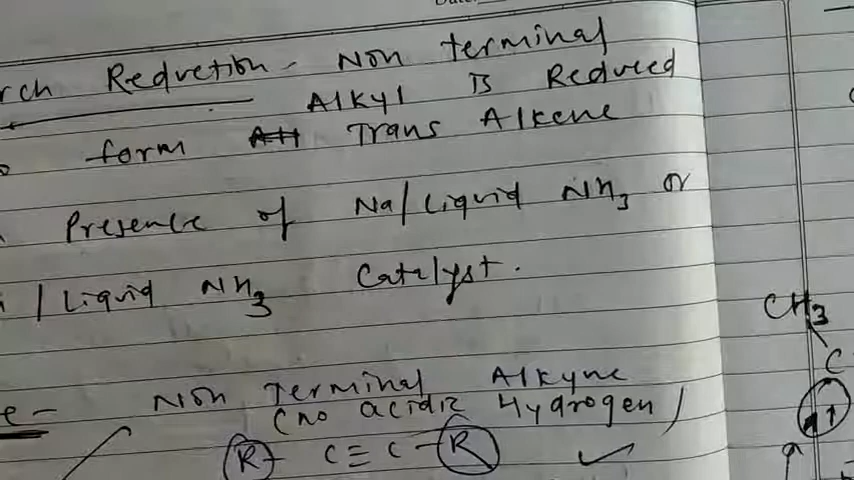 rch Reduction - Non terminal
Alkyl is Reduced
o form Trans Alkene
Presence of Na/Liquid NH3 or
i / Liquid NH3 Catalyst.
e - Non Terminal Alkyne
(no acidic Hydrogen)
R - C ≡ C - R
CH3
C